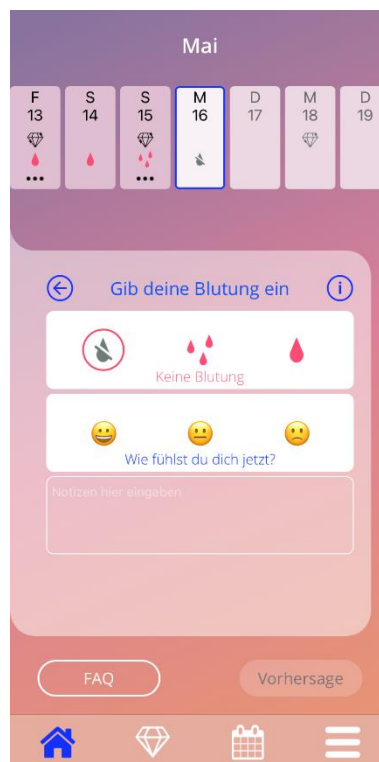 Mai
F S S M D M D
13 14 15 16 17 18 19
Gib deine Blutung ein
Keine Blutung
Wie fühlst du dich jetzt?
Notizen hier eingeben
FAQ Vorhersage